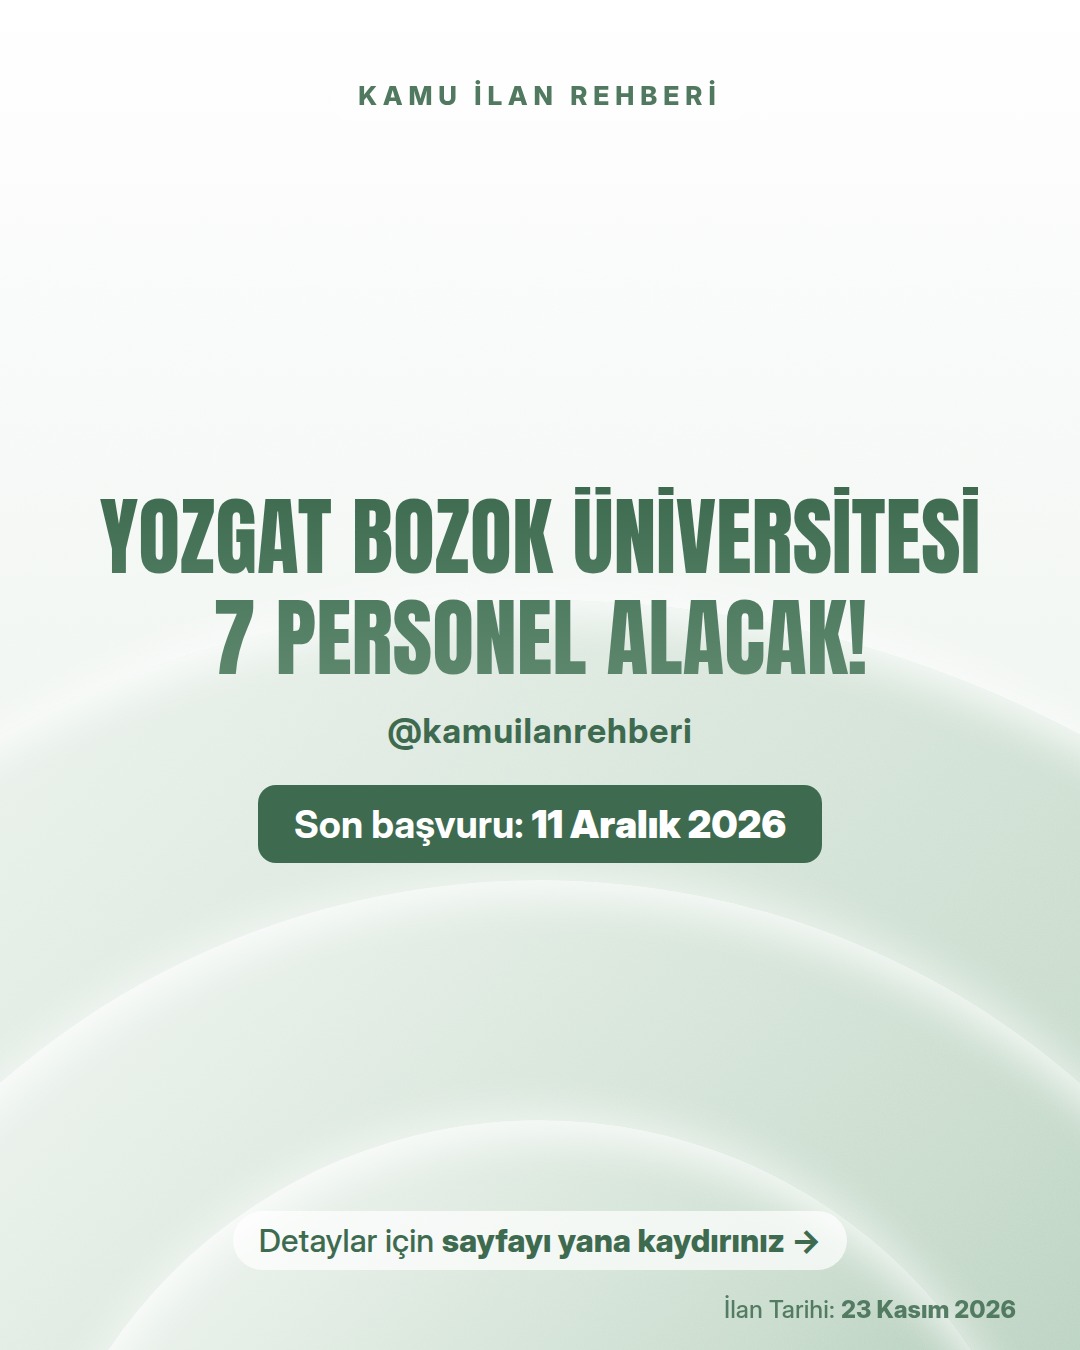 KAMU İLAN REHBERİ
YOZGAT BOZOK ÜNİVERSİTESİ
7 PERSONEL ALACAK!
@kamuilanrehberi
Son başvuru: 11 Aralık 2026
Detaylar için sayfayı yana kaydırınız →
İlan Tarihi: 23 Kasım 2026